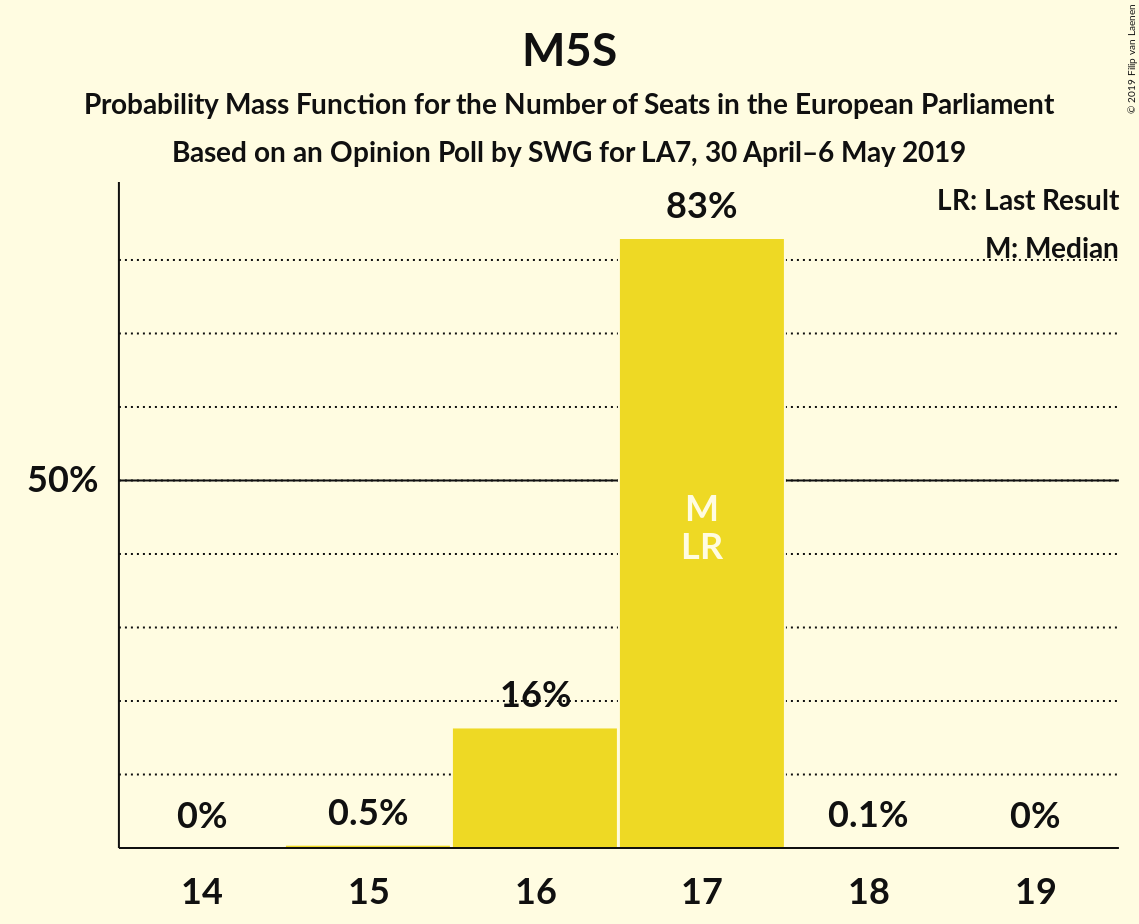 M5S
Probability Mass Function for the Number of Seats in the European Parliament
Based on an Opinion Poll by SWG for LA7, 30 April–6 May 2019
© 2019 Filip van Laenen
LR: Last Result
M: Median
83%
50%
M
LR
16%
0%
0.5%
0.1%
0%
14
15
16
17
18
19